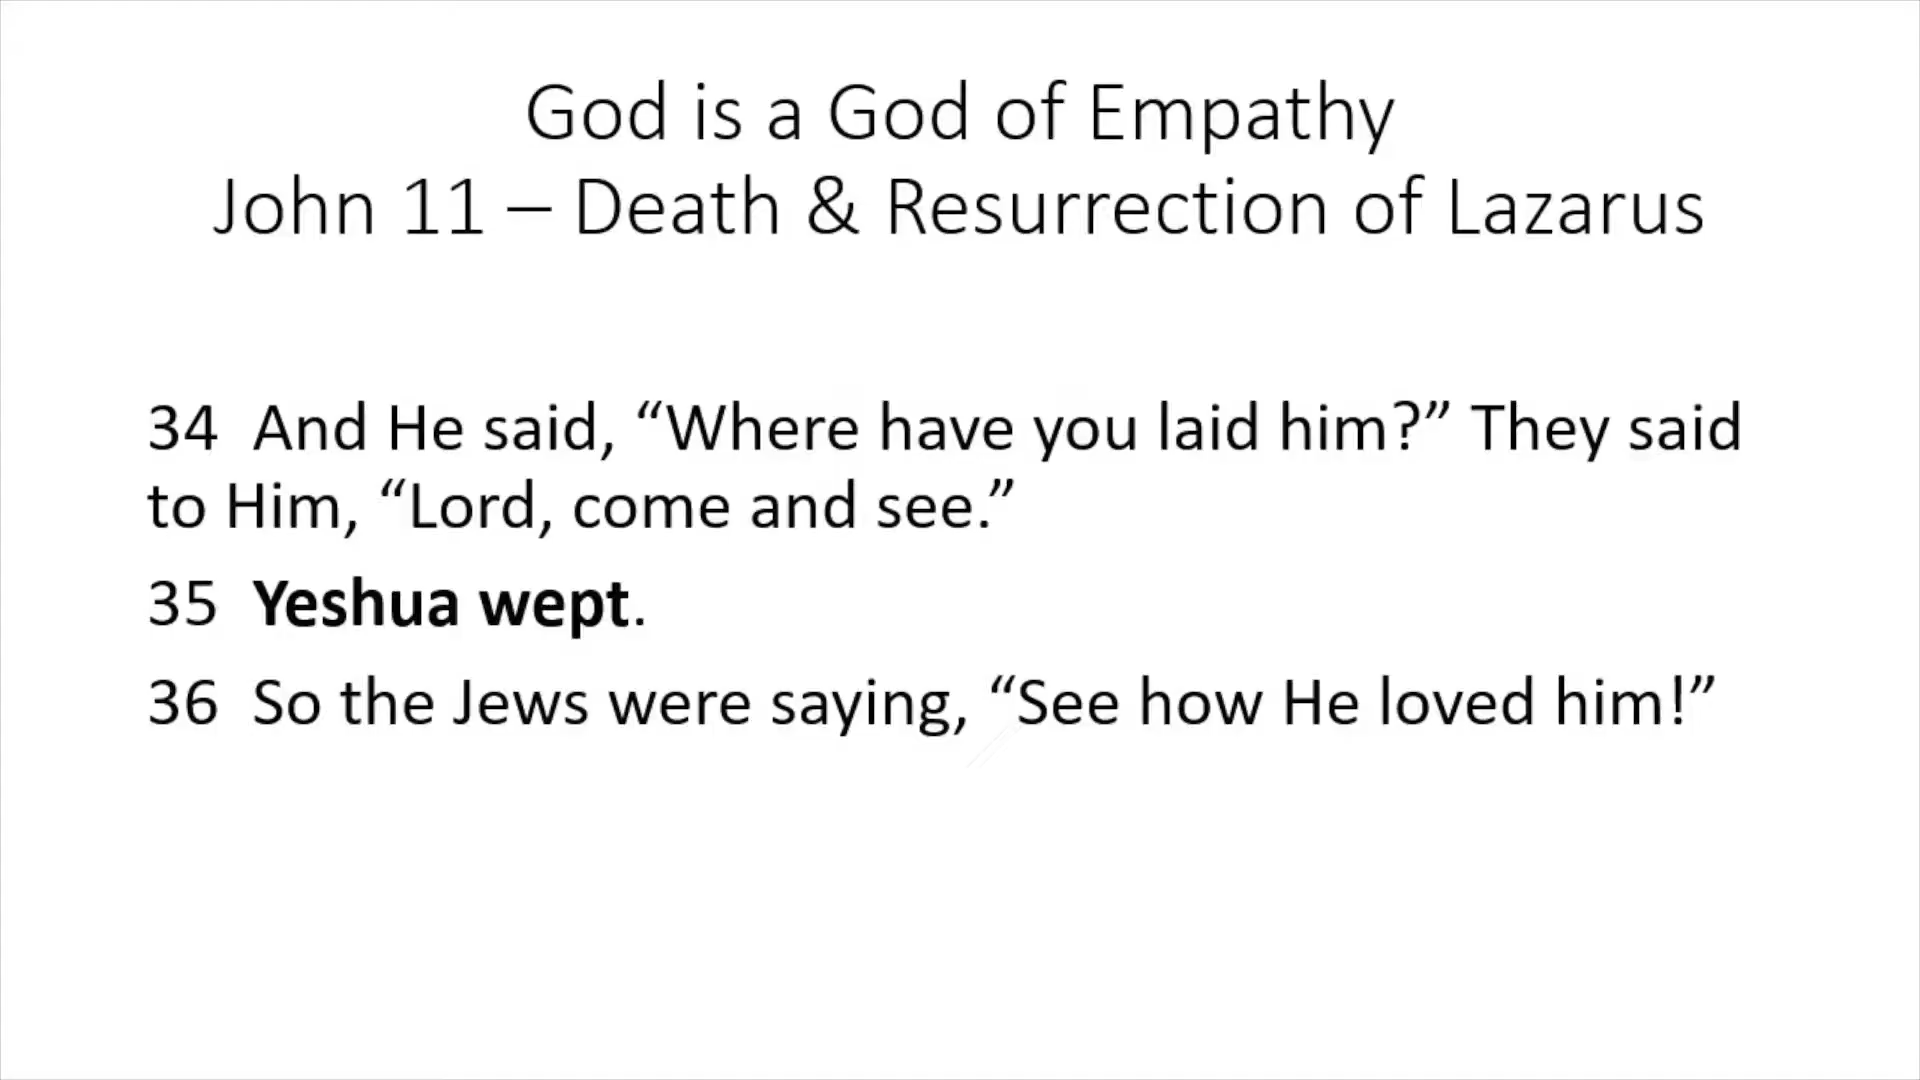 God is a God of Empathy
John 11 – Death & Resurrection of Lazarus
34  And He said, “Where have you laid him?” They said
to Him, “Lord, come and see.”
35  Yeshua wept.
36  So the Jews were saying, “See how He loved him!”